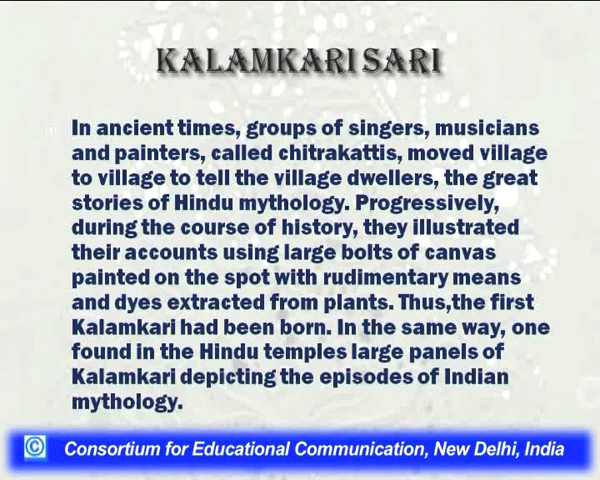 KALAMKARI SARI
In ancient times, groups of singers, musicians
and painters, called chitrakattis, moved village
to village to tell the village dwellers, the great
stories of Hindu mythology. Progressively,
during the course of history, they illustrated
their accounts using large bolts of canvas
painted on the spot with rudimentary means
and dyes extracted from plants. Thus,the first
Kalamkari had been born. In the same way, one
found in the Hindu temples large panels of
Kalamkari depicting the episodes of Indian
mythology.
© Consortium for Educational Communication, New Delhi, India